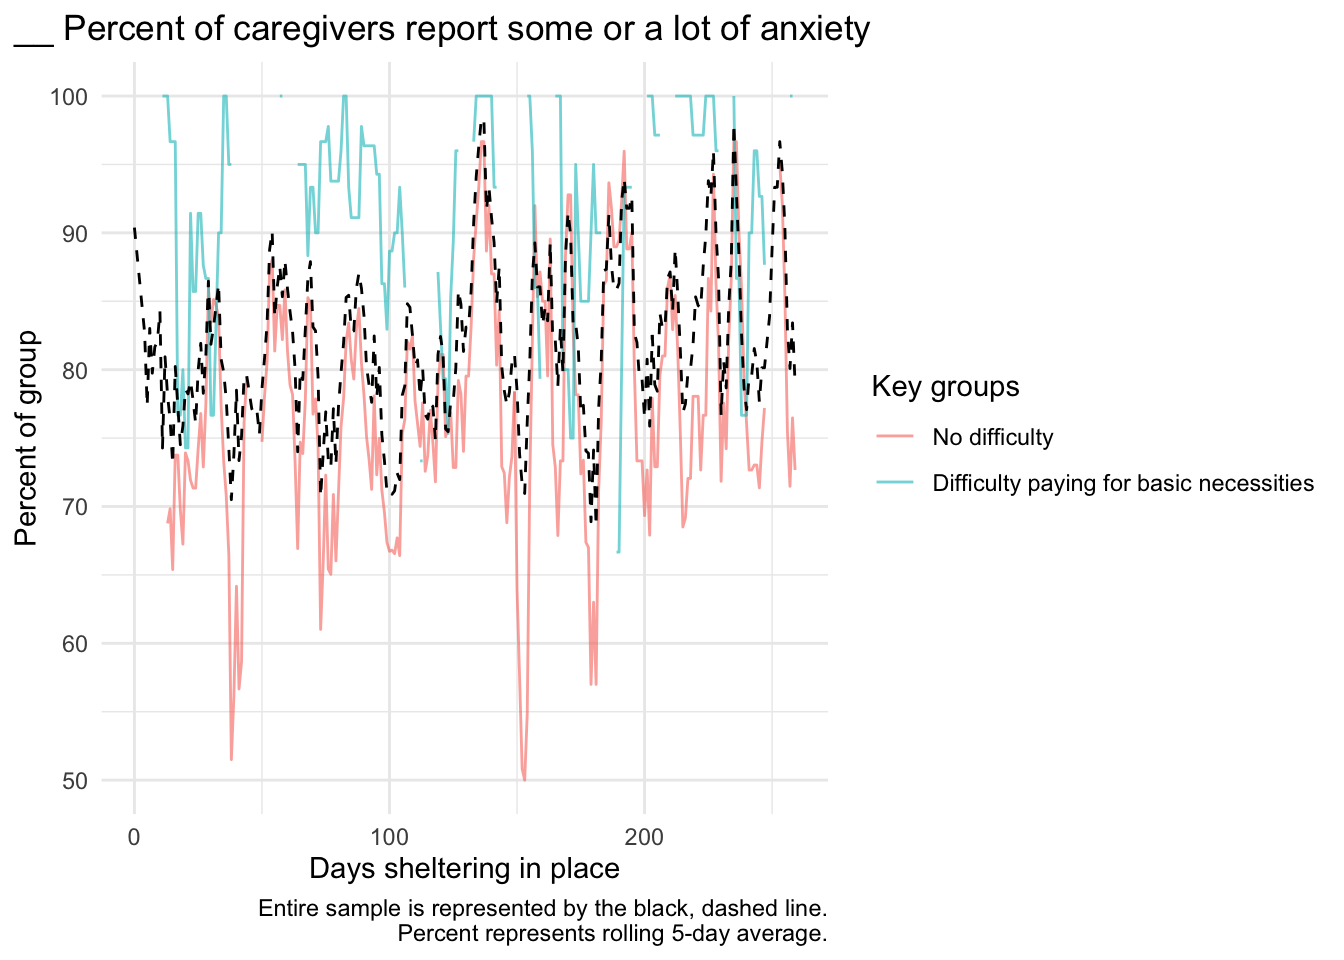 __ Percent of caregivers report some or a lot of anxiety
100
90
80
70
60
50
Percent of group
0
100
200
Days sheltering in place
Key groups
No difficulty
Difficulty paying for basic necessities
Entire sample is represented by the black, dashed line.
Percent represents rolling 5-day average.